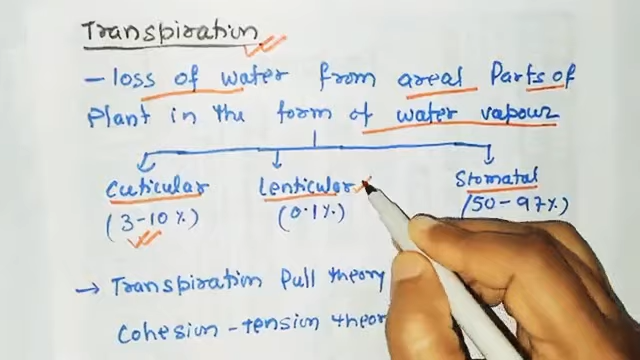 Transpiration
- loss of water from areal Parts of
Plant in the form of water vapour
Cuticular Lenticular Stomatal
(3-10%) (0.1%) (50-97%)
→ Transpiration Pull theory
Cohesion - tension theor